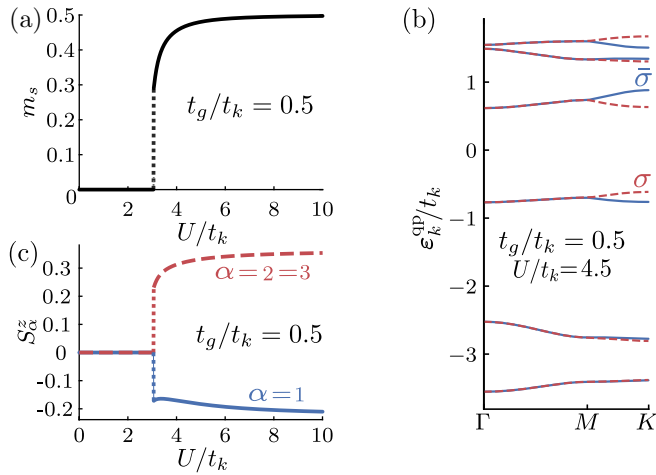 (a)
0.5
0.4
0.3
0.2
0.1
0
m_s
t_g/t_k = 0.5
0 2 4 6 8 10
U/t_k
(b)
1
0
−1
−2
−3
ε_k^qp/t_k
σ̄
σ
t_g/t_k = 0.5
U/t_k=4.5
Γ M K
(c)
0.3
0.2
0.1
0
-0.1
-0.2
S_α^z
α=2=3
t_g/t_k = 0.5
α=1
0 2 4 6 8 10
U/t_k